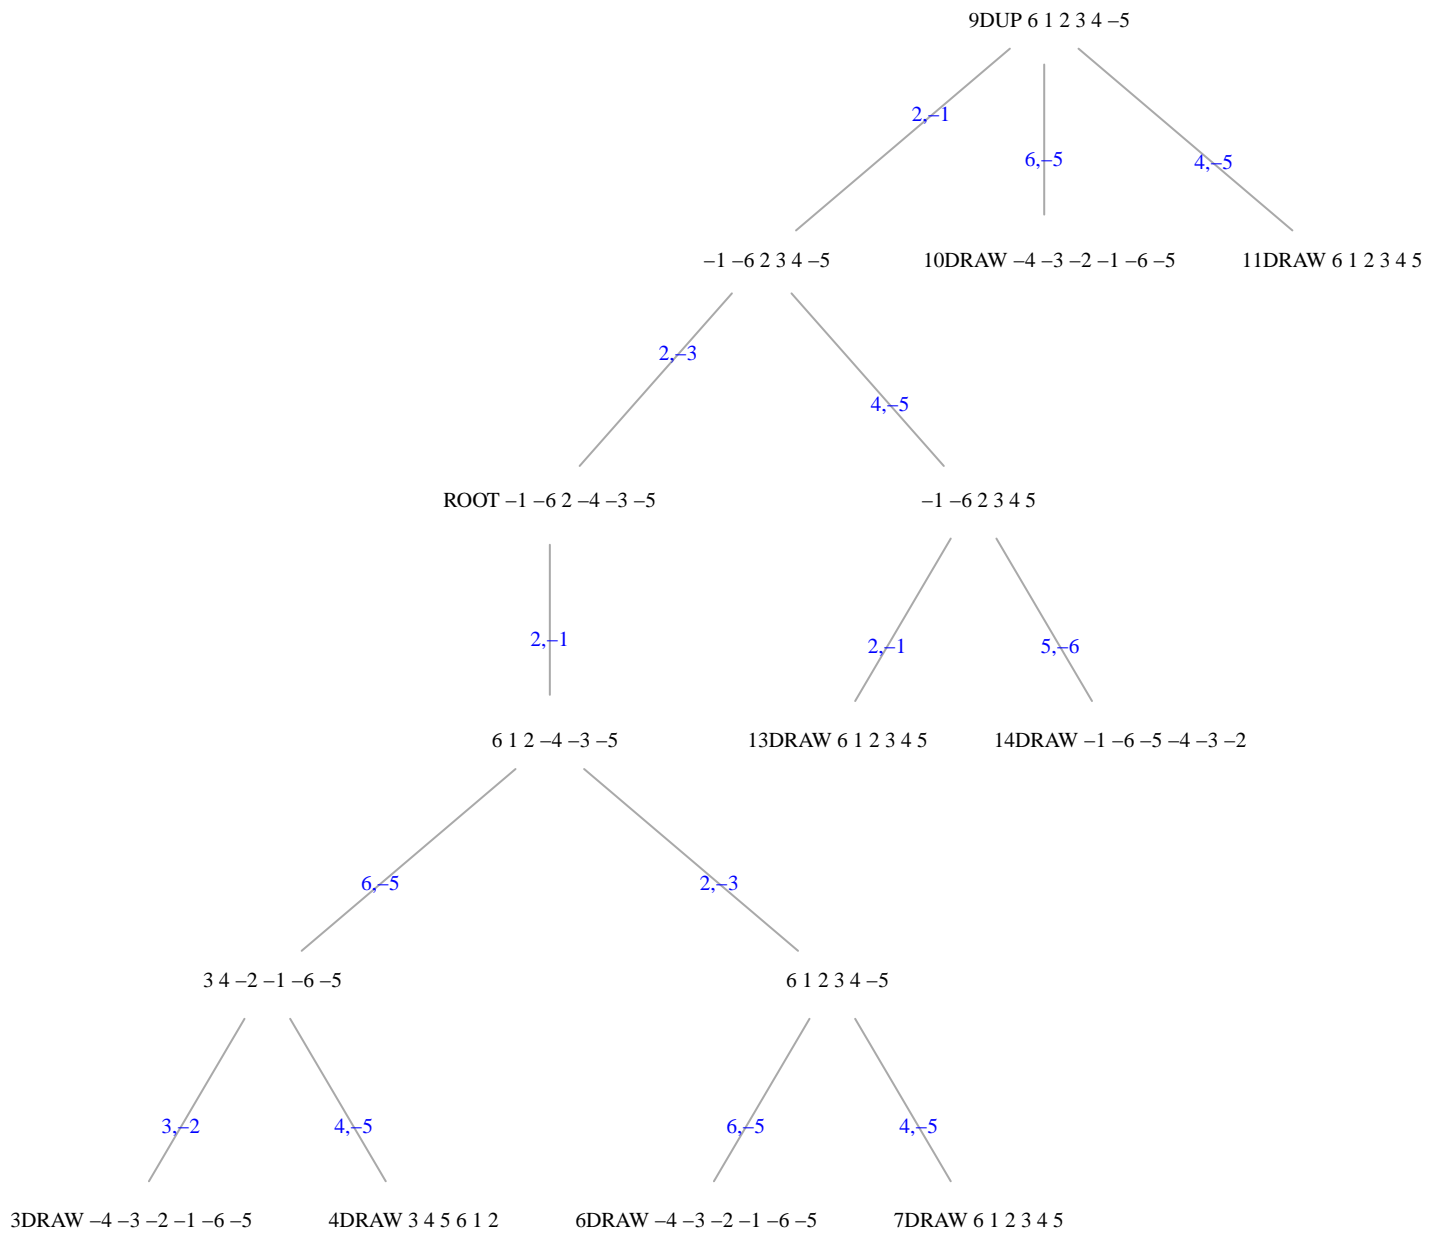 9DUP 6 1 2 3 4 –5
2,–1
6,–5
4,–5
–1 –6 2 3 4 –5
10DRAW –4 –3 –2 –1 –6 –5
11DRAW 6 1 2 3 4 5
2,–3
4,–5
ROOT –1 –6 2 –4 –3 –5
–1 –6 2 3 4 5
2,–1
2,–1
5,–6
6 1 2 –4 –3 –5
13DRAW 6 1 2 3 4 5
14DRAW –1 –6 –5 –4 –3 –2
6,–5
2,–3
3 4 –2 –1 –6 –5
6 1 2 3 4 –5
3,–2
4,–5
6,–5
4,–5
3DRAW –4 –3 –2 –1 –6 –5
4DRAW 3 4 5 6 1 2
6DRAW –4 –3 –2 –1 –6 –5
7DRAW 6 1 2 3 4 5